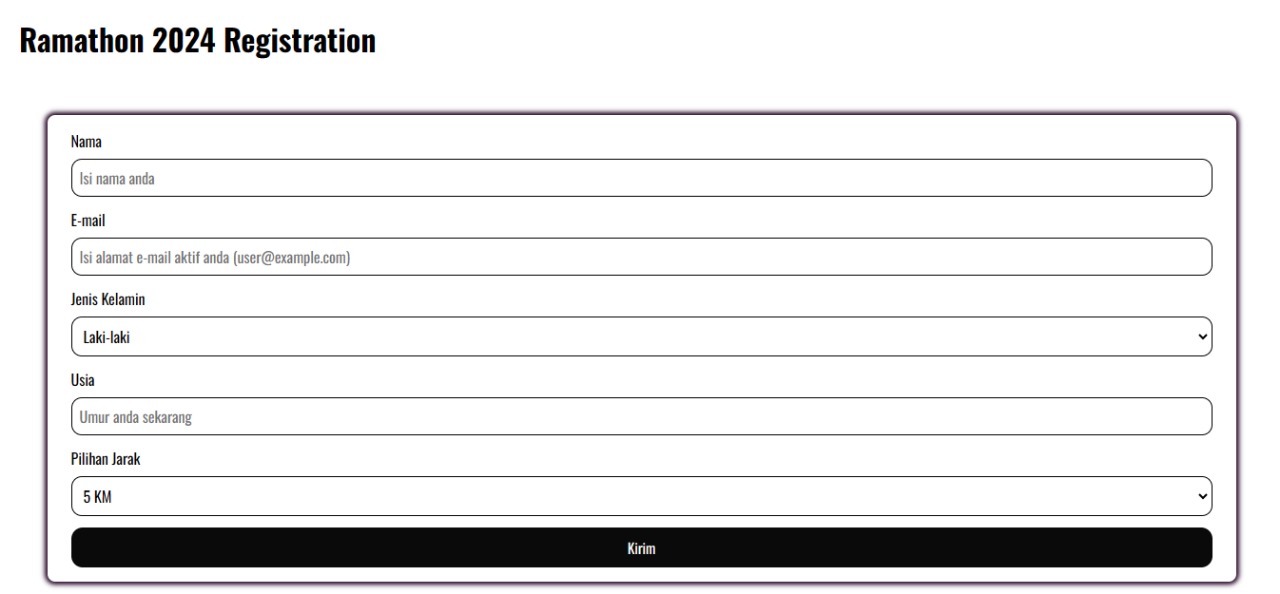 Ramathon 2024 Registration
Nama
Isi nama anda
E-mail
Isi alamat e-mail aktif anda (user@example.com)
Jenis Kelamin
Laki-laki
Usia
Umur anda sekarang
Pilihan Jarak
5 KM
Kirim